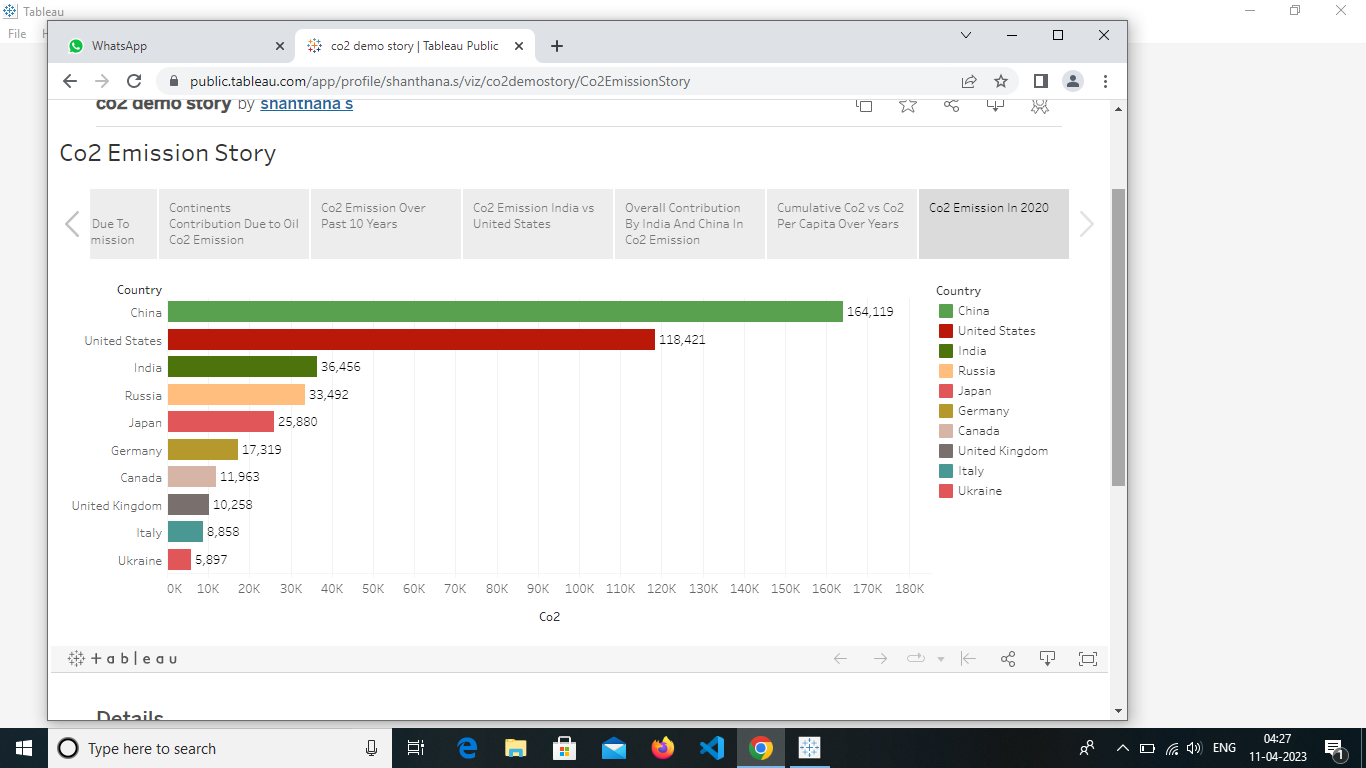 Tableau
File
WhatsApp
co2 demo story | Tableau Public
public.tableau.com/app/profile/shanthana.s/viz/co2demostory/Co2EmissionStory
co2 demo story by shanthana s
Co2 Emission Story
Due To
mission
Continents
Contribution Due to Oil
Co2 Emission
Co2 Emission Over
Past 10 Years
Co2 Emission India vs
United States
Overall Contribution
By India And China In
Co2 Emission
Cumulative Co2 vs Co2
Per Capita Over Years
Co2 Emission In 2020
Country
China 164,119
United States 118,421
India 36,456
Russia 33,492
Japan 25,880
Germany 17,319
Canada 11,963
United Kingdom 10,258
Italy 8,858
Ukraine 5,897
0K 10K 20K 30K 40K 50K 60K 70K 80K 90K 100K 110K 120K 130K 140K 150K 160K 170K 180K
Co2
Country
China
United States
India
Russia
Japan
Germany
Canada
United Kingdom
Italy
Ukraine
tableau
Details
Type here to search
ENG
04:27
11-04-2023
1